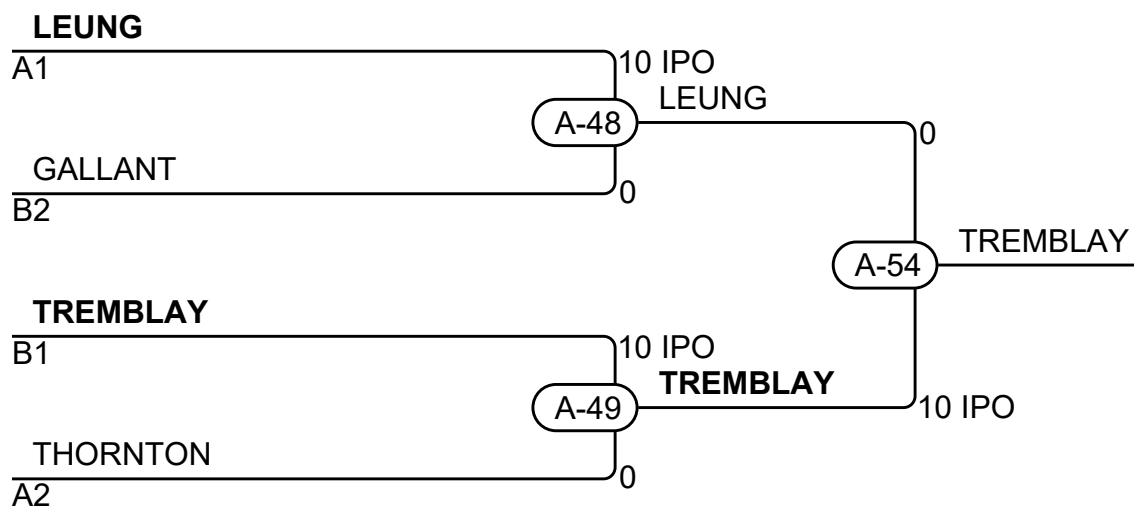 LEUNG
A1
10 IPO
LEUNG
A-48
0
GALLANT
B2
0
TREMBLAY
A-54
TREMBLAY
B1
10 IPO
TREMBLAY
A-49
10 IPO
THORNTON
A2
0